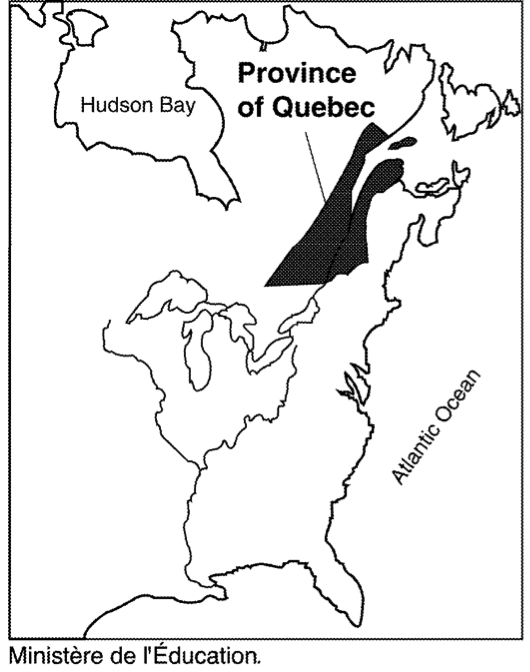 Province
of Quebec
Hudson Bay
Atlantic Ocean
Ministère de l'Éducation.